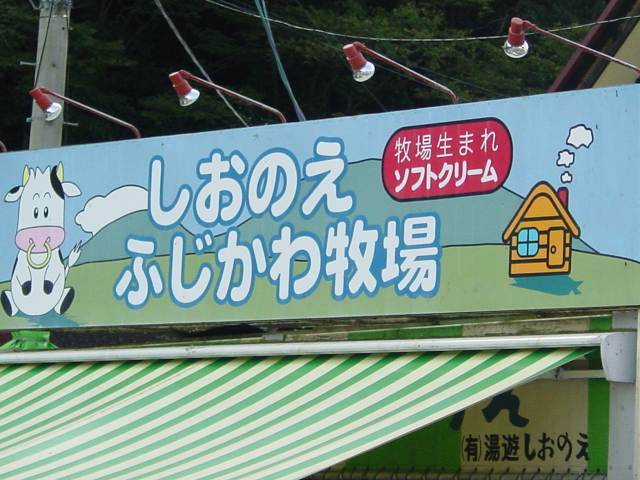 しおのえ
ふじかわ牧場
牧場生まれ
ソフトクリーム
(有)湯遊しおのえ